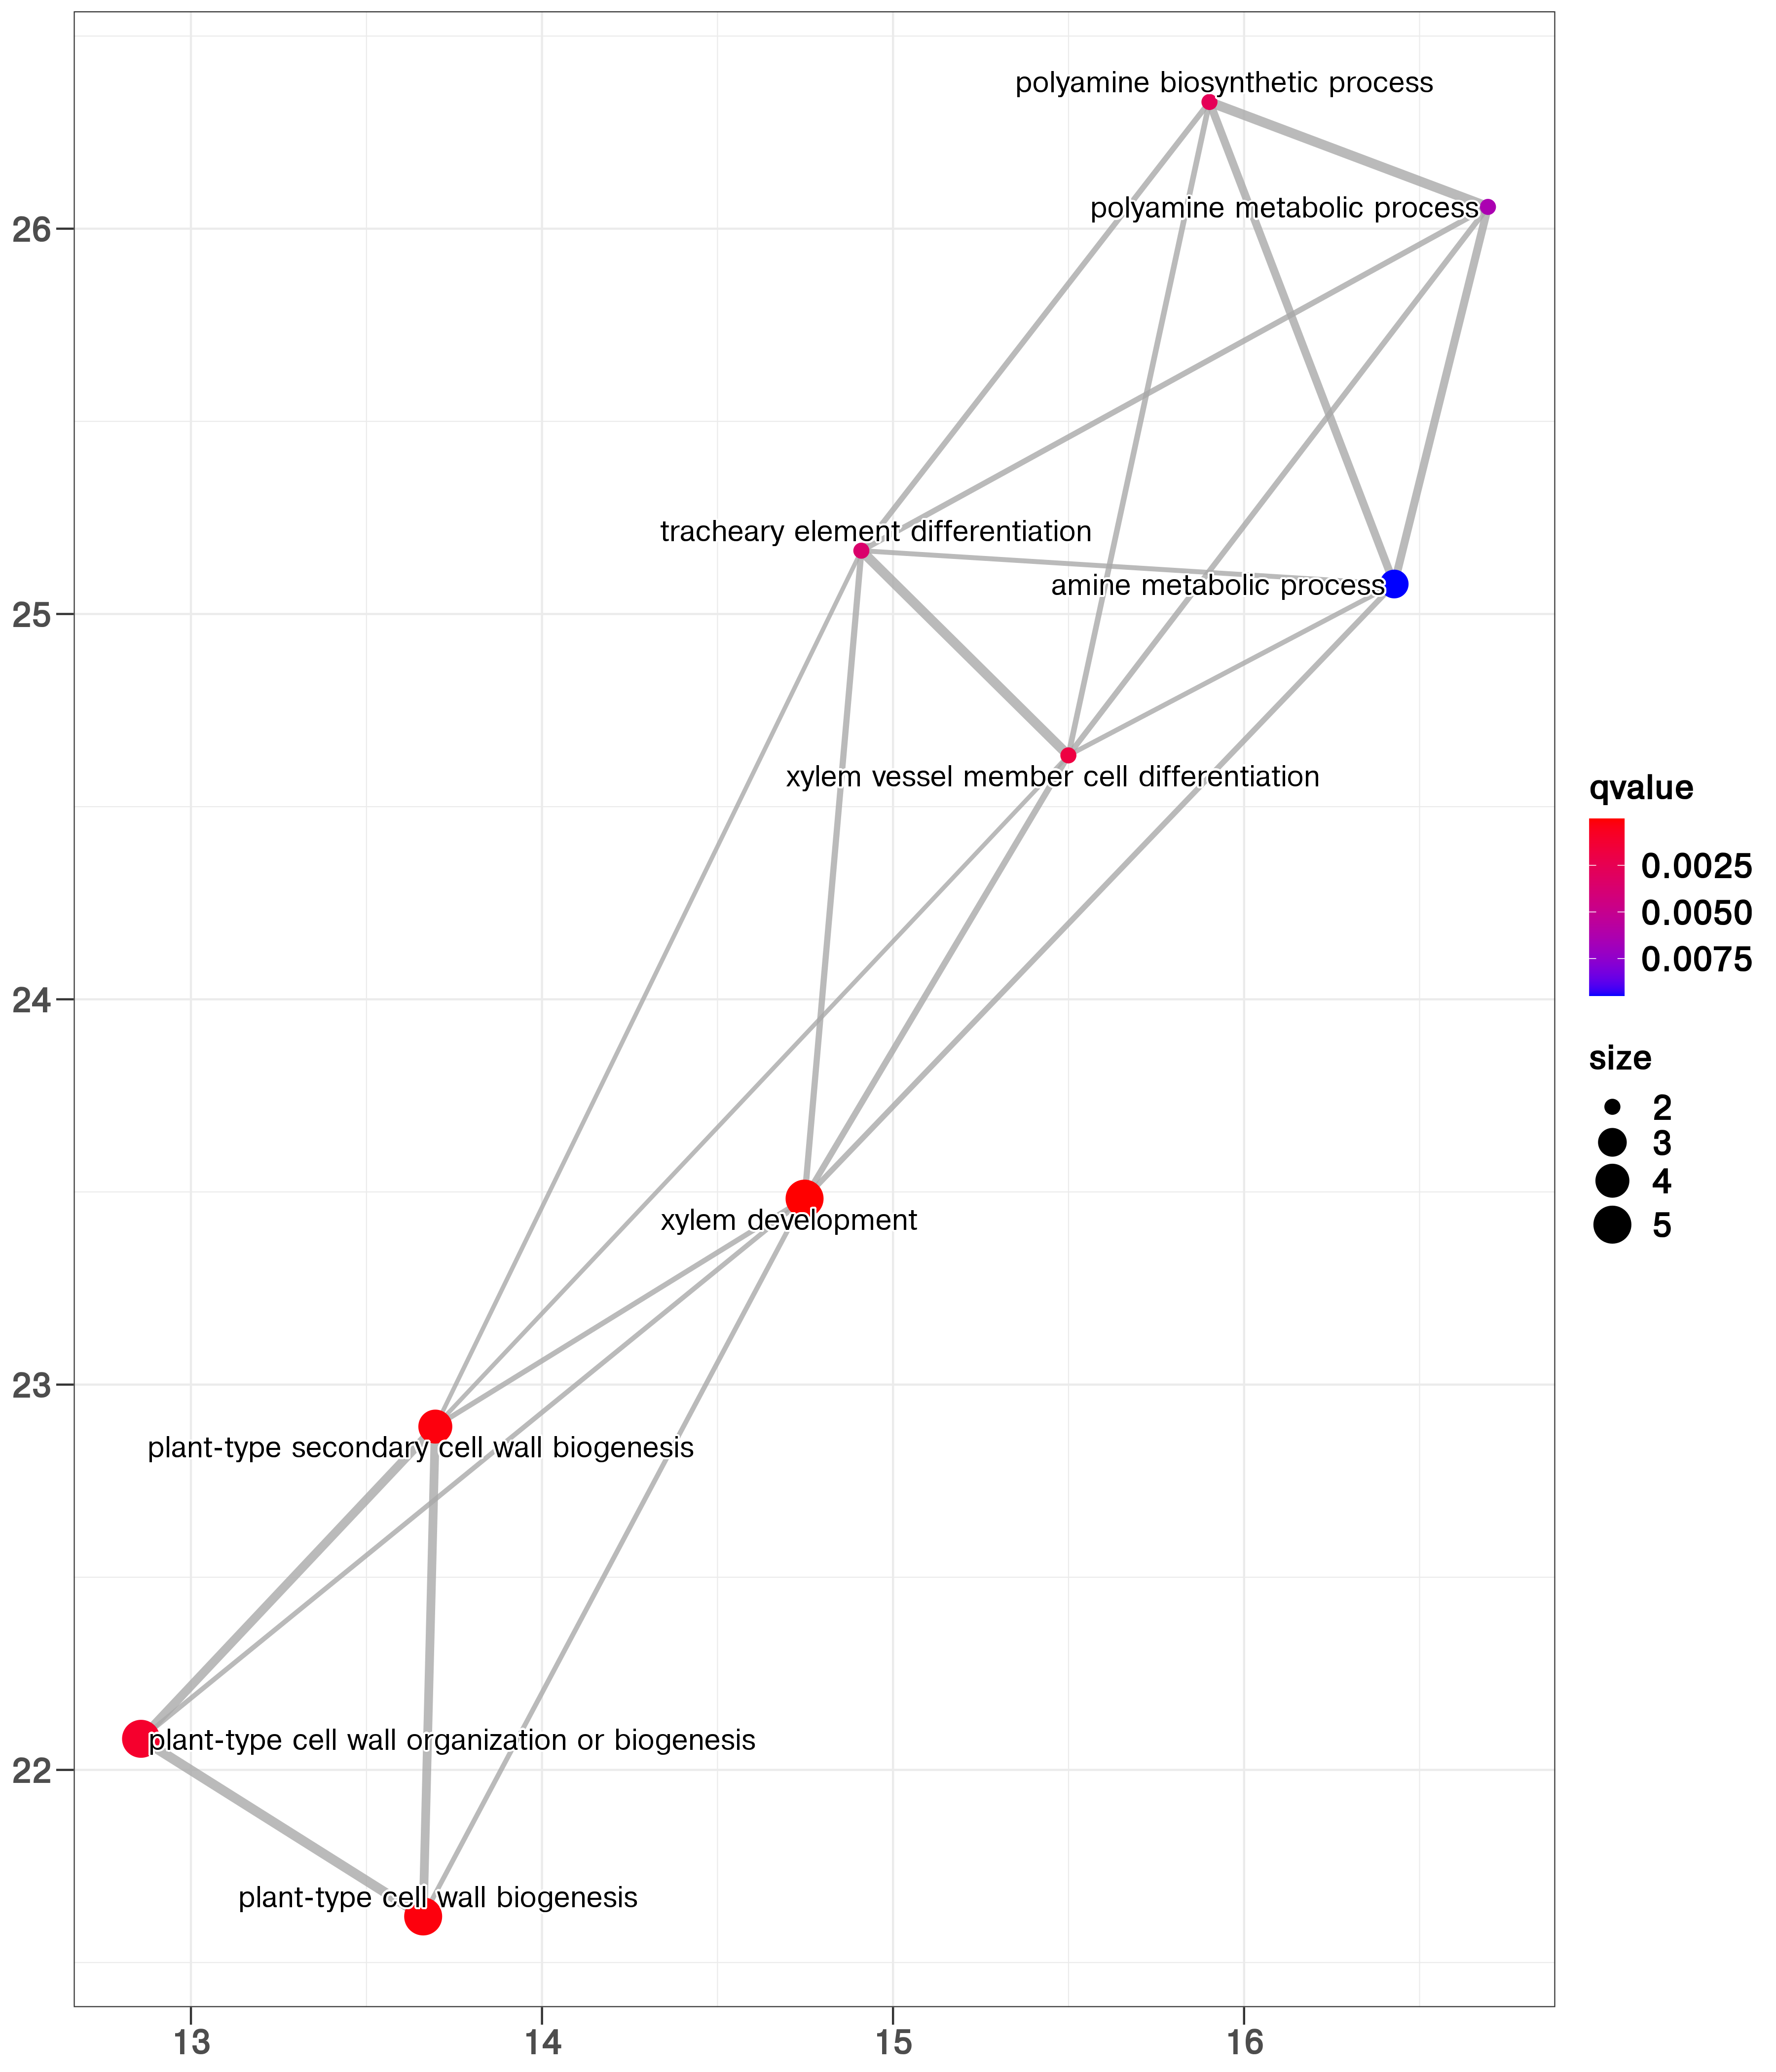 polyamine biosynthetic process
polyamine metabolic process
26
tracheary element differentiation
amine metabolic process
25
xylem vessel member cell differentiation
24
xylem development
23
plant-type secondary cell wall biogenesis
plant-type cell wall organization or biogenesis
22
plant-type cell wall biogenesis
13
14
15
16
qvalue
0.0025
0.0050
0.0075
size
2
3
4
5